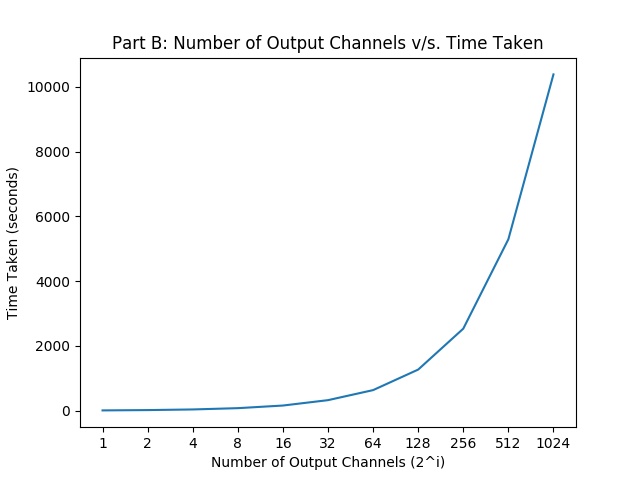 Part B: Number of Output Channels v/s. Time Taken
Time Taken (seconds)
10000
8000
6000
4000
2000
0
1 2 4 8 16 32 64 128 256 512 1024
Number of Output Channels (2^i)